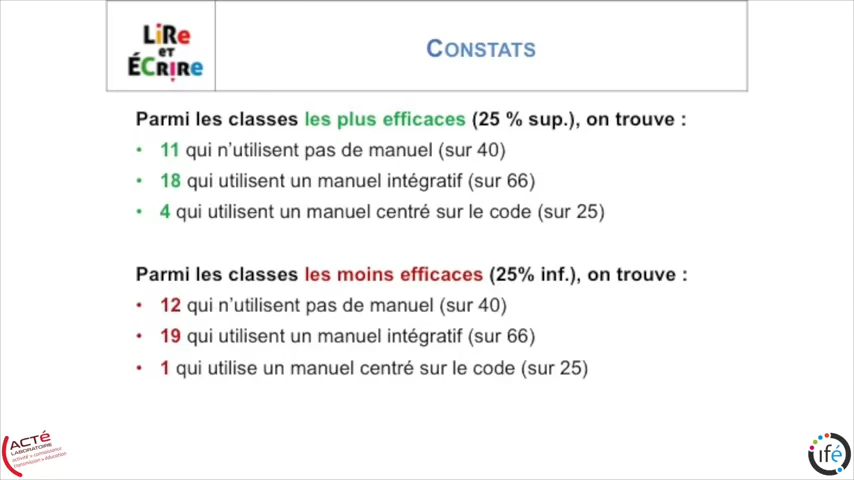 LiRe
ET
ÉCRiRe
CONSTATS
Parmi les classes les plus efficaces (25 % sup.), on trouve :
• 11 qui n'utilisent pas de manuel (sur 40)
• 18 qui utilisent un manuel intégratif (sur 66)
• 4 qui utilisent un manuel centré sur le code (sur 25)
Parmi les classes les moins efficaces (25% inf.), on trouve :
• 12 qui n'utilisent pas de manuel (sur 40)
• 19 qui utilisent un manuel intégratif (sur 66)
• 1 qui utilise un manuel centré sur le code (sur 25)
ACTé
LABORATOIRE
activité • connaissance
transmission • éducation
ifé